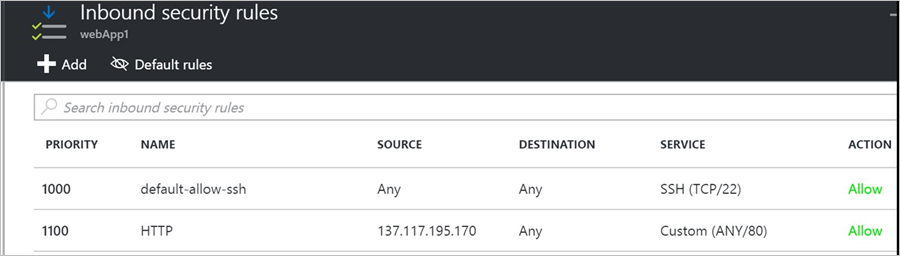 Inbound security rules
webApp1
Add Default rules
Search inbound security rules
PRIORITY NAME SOURCE DESTINATION SERVICE ACTION
1000 default-allow-ssh Any Any SSH (TCP/22) Allow
1100 HTTP 137.117.195.170 Any Custom (ANY/80) Allow